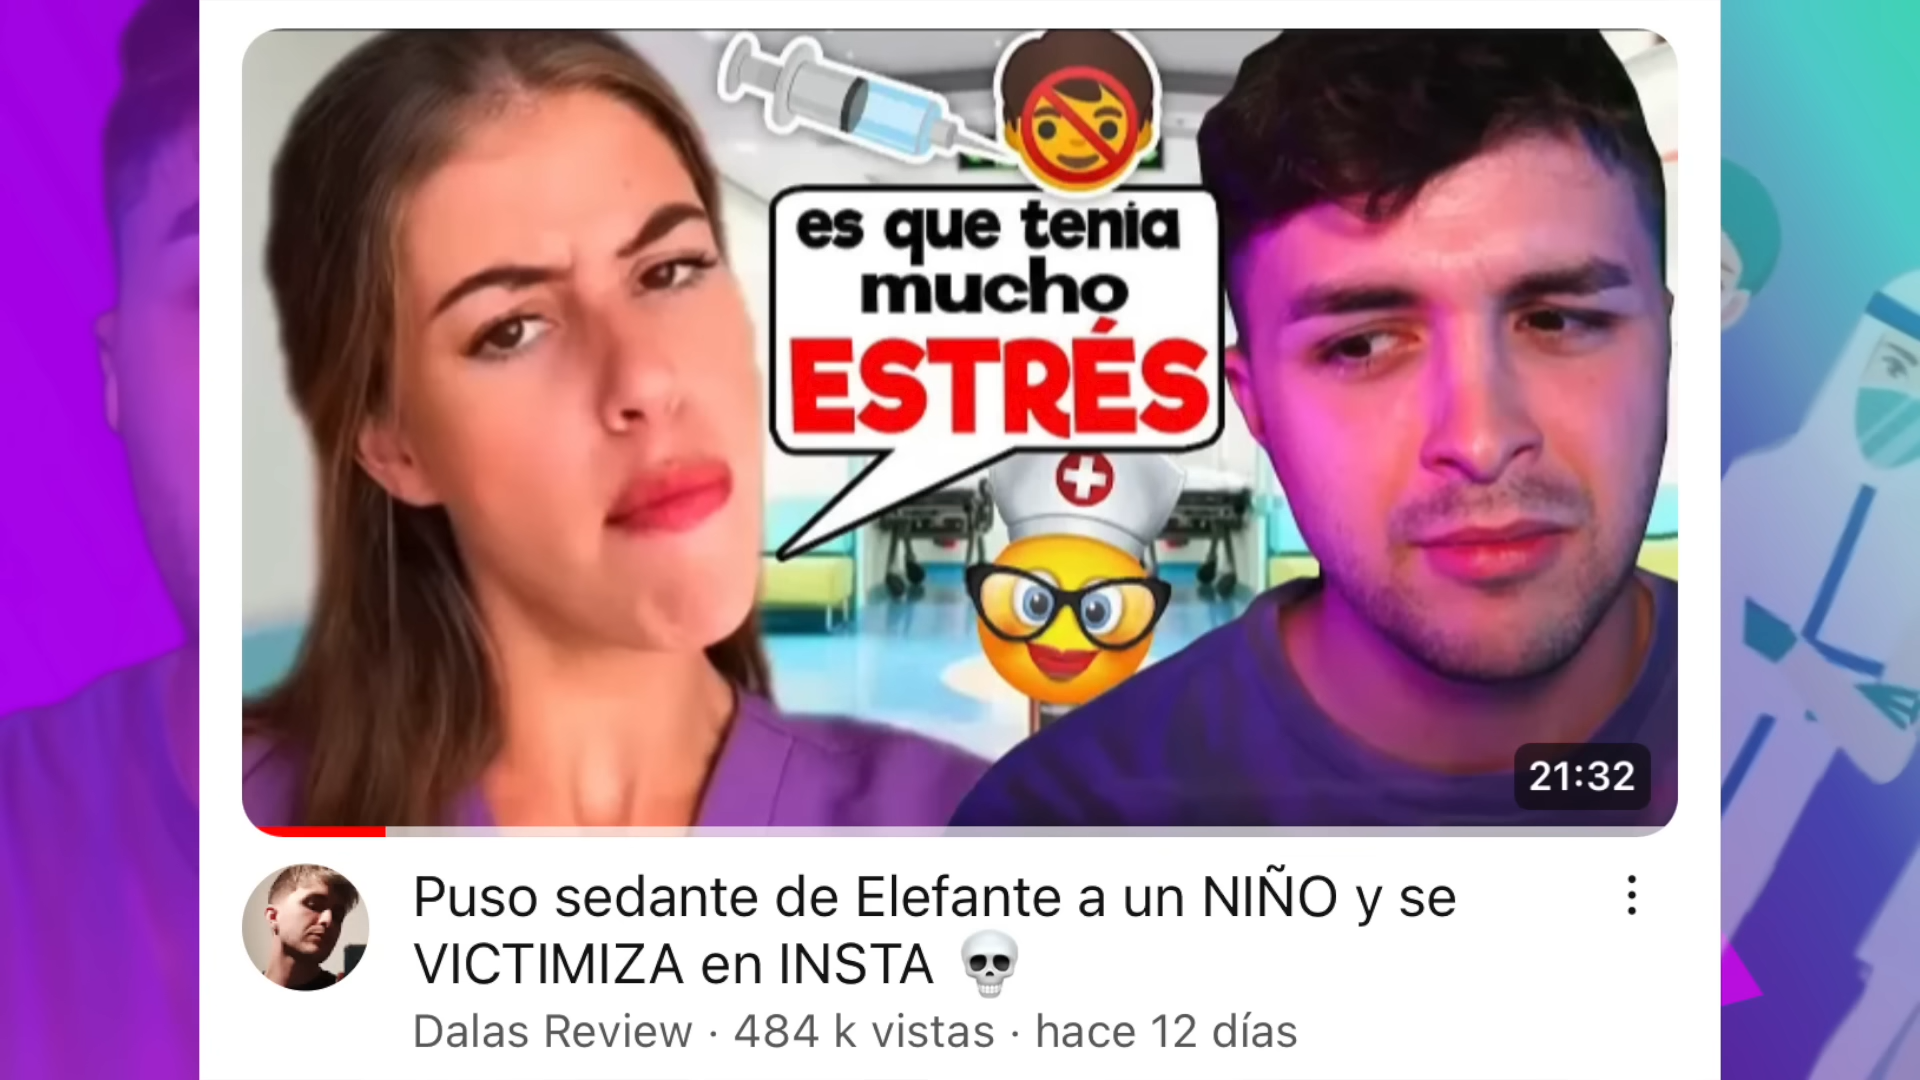 es que tenía
mucho
ESTRÉS
21:32
Puso sedante de Elefante a un NIÑO y se
VICTIMIZA en INSTA 💀
Dalas Review · 484 k vistas · hace 12 días